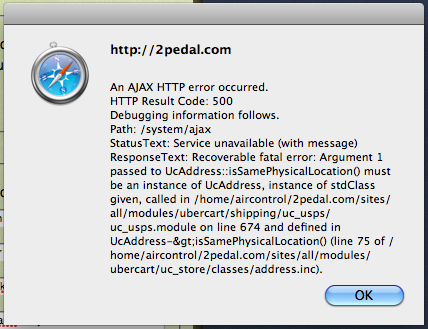 http://2pedal.com
An AJAX HTTP error occurred.
HTTP Result Code: 500
Debugging information follows.
Path: /system/ajax
StatusText: Service unavailable (with message)
ResponseText: Recoverable fatal error: Argument 1
passed to UcAddress::isSamePhysicalLocation() must
be an instance of UcAddress, instance of stdClass
given, called in /home/aircontrol/2pedal.com/sites/
all/modules/ubercart/shipping/uc_usps/
uc_usps.module on line 674 and defined in
UcAddress-&gt;isSamePhysicalLocation() (line 75 of /
home/aircontrol/2pedal.com/sites/all/modules/
ubercart/uc_store/classes/address.inc).
OK